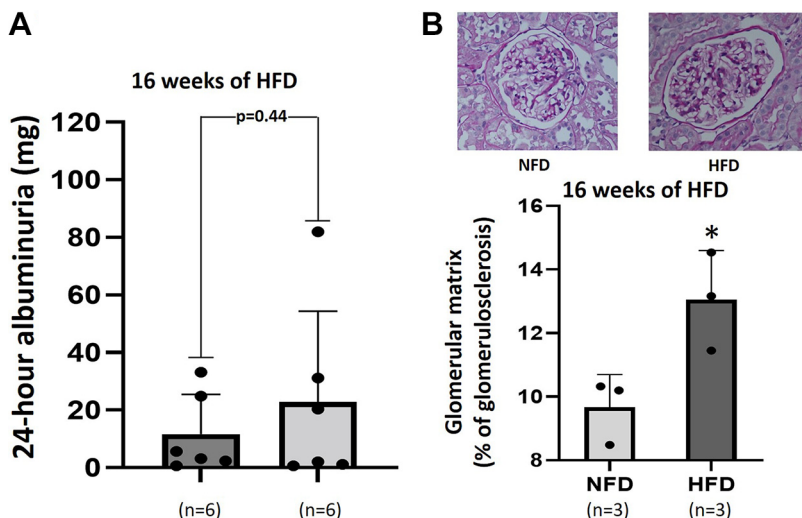 A
16 weeks of HFD
24-hour albuminuria (mg)
120
100
80
60
40
20
0
p=0.44
(n=6)
(n=6)
B
NFD
HFD
16 weeks of HFD
Glomerular matrix
(% of glomerulosclerosis)
16
14
12
10
8
*
NFD
HFD
(n=3)
(n=3)